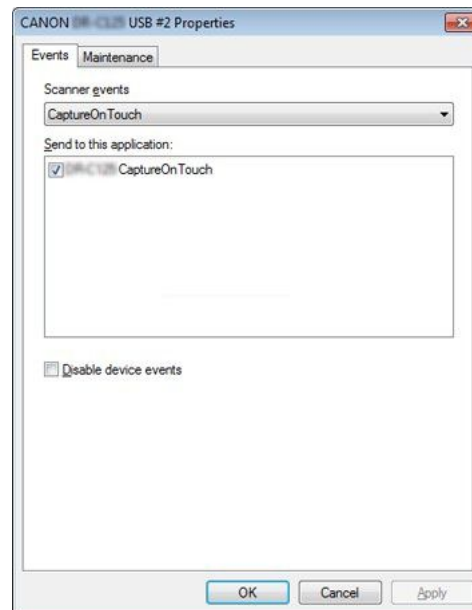 CANON USB #2 Properties
Events Maintenance
Scanner events
CaptureOnTouch
Send to this application:
CaptureOnTouch
Disable device events
OK Cancel Apply